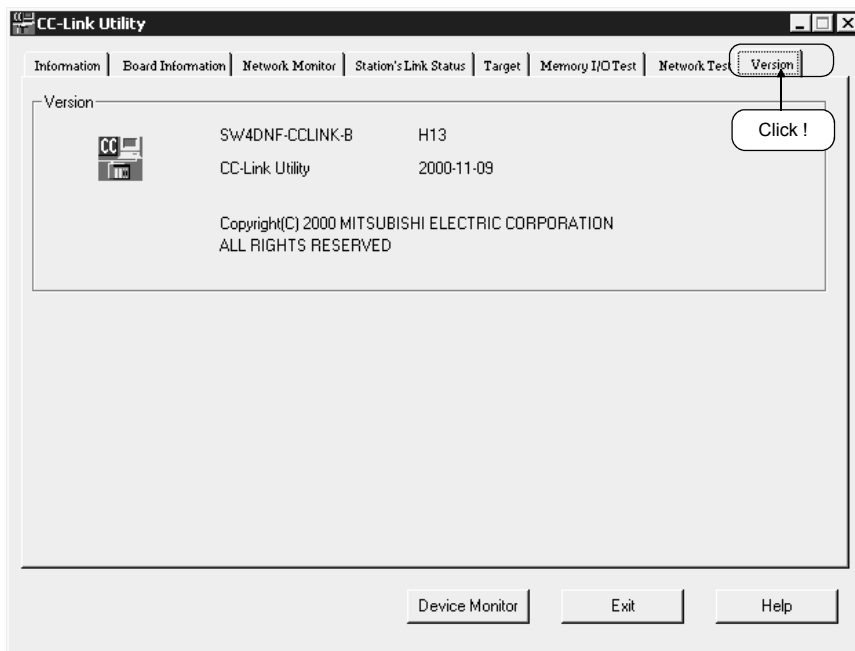 CC-Link Utility
Information Board Information Network Monitor Station's Link Status Target Memory I/O Test Network Test Version
Click !
Version
CC
SW4DNF-CCLINK-B H13
CC-Link Utility 2000-11-09
Copyright(C) 2000 MITSUBISHI ELECTRIC CORPORATION
ALL RIGHTS RESERVED
Device Monitor Exit Help